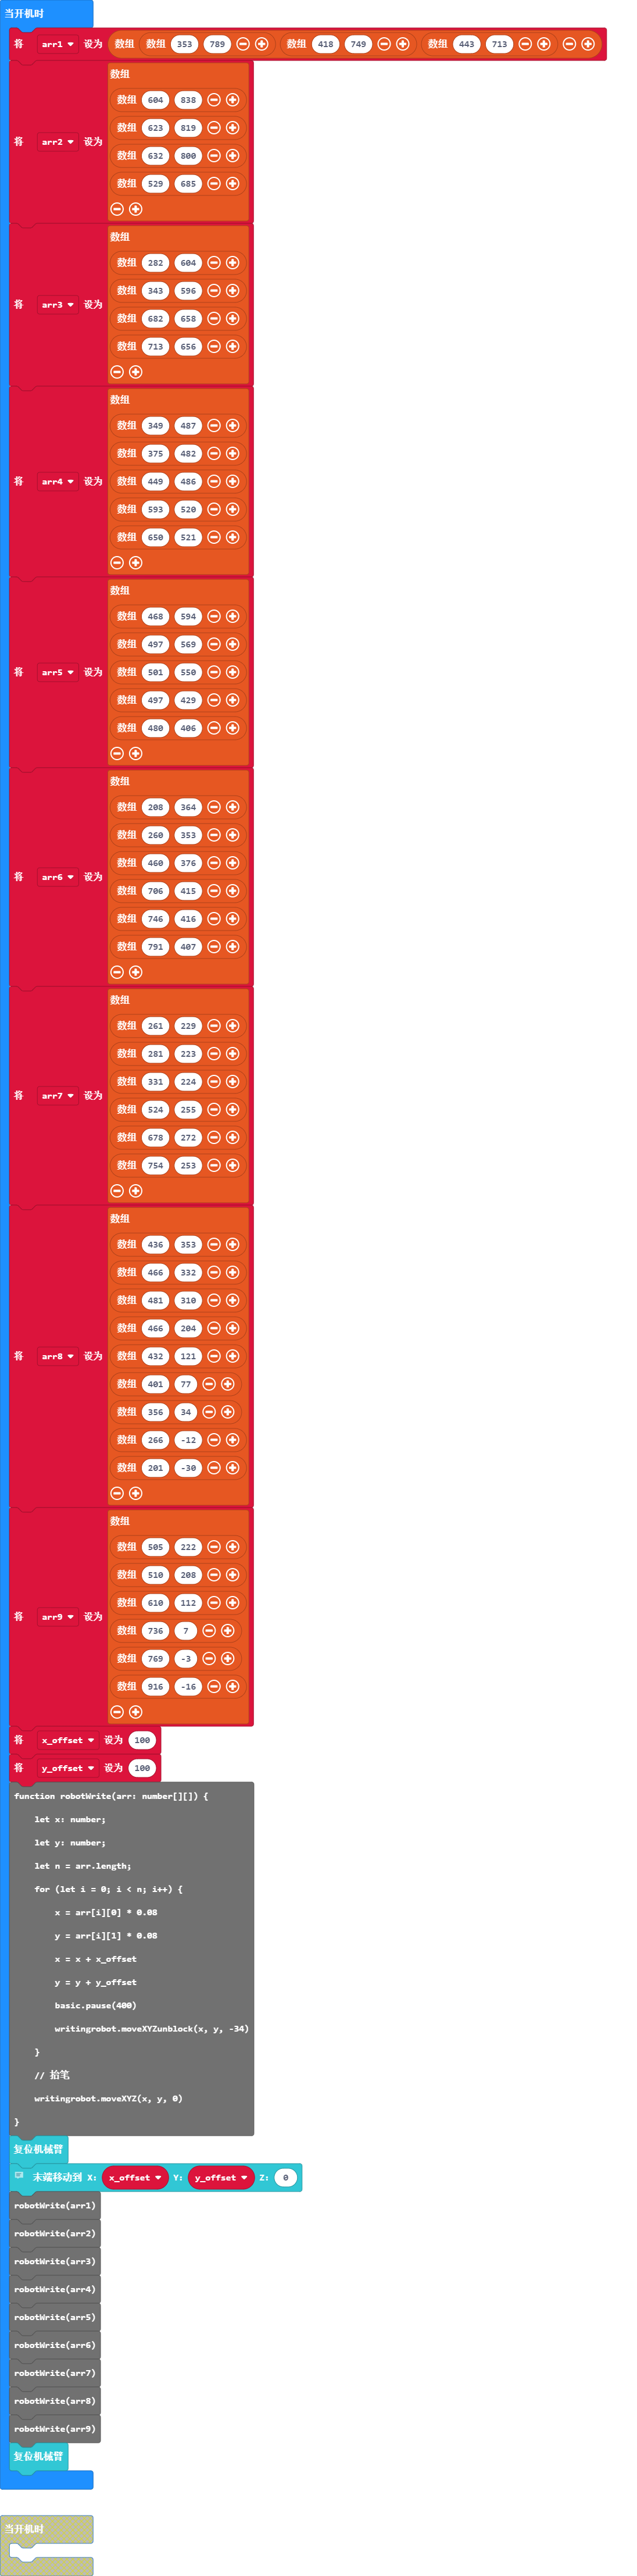 当开机时
将 arr1 设为 数组 数组 353 789 数组 418 749 数组 443 713
数组
数组 604 838
数组 623 819
将 arr2 设为
数组 632 800
数组 529 685
数组
数组 282 604
数组 343 596
将 arr3 设为
数组 682 658
数组 713 656
数组
数组 349 487
数组 375 482
将 arr4 设为 数组 449 486
数组 593 520
数组 650 521
数组
数组 468 594
数组 497 569
将 arr5 设为 数组 501 550
数组 497 429
数组 480 406
数组
数组 208 364
数组 260 353
数组 460 376
将 arr6 设为
数组 706 415
数组 746 416
数组 791 407
数组
数组 261 229
数组 281 223
数组 331 224
将 arr7 设为
数组 524 255
数组 678 272
数组 754 253
数组
数组 436 353
数组 466 332
数组 481 310
数组 466 204
将 arr8 设为 数组 432 121
数组 401 77
数组 356 34
数组 266 -12
数组 201 -30
数组
数组 505 222
数组 510 208
数组 610 112
将 arr9 设为
数组 736 7
数组 769 -3
数组 916 -16
将 x_offset 设为 100
将 y_offset 设为 100
function robotWrite(arr: number[][]) {
let x: number;
let y: number;
let n = arr.length;
for (let i = 0; i < n; i++) {
x = arr[i][0] * 0.08
y = arr[i][1] * 0.08
x = x + x_offset
y = y + y_offset
basic.pause(400)
writingrobot.moveXYZunblock(x, y, -34)
}
// 抬笔
writingrobot.moveXYZ(x, y, 0)
}
复位机械臂
末端移动到 X: x_offset Y: y_offset Z: 0
robotWrite(arr1)
robotWrite(arr2)
robotWrite(arr3)
robotWrite(arr4)
robotWrite(arr5)
robotWrite(arr6)
robotWrite(arr7)
robotWrite(arr8)
robotWrite(arr9)
复位机械臂
当开机时